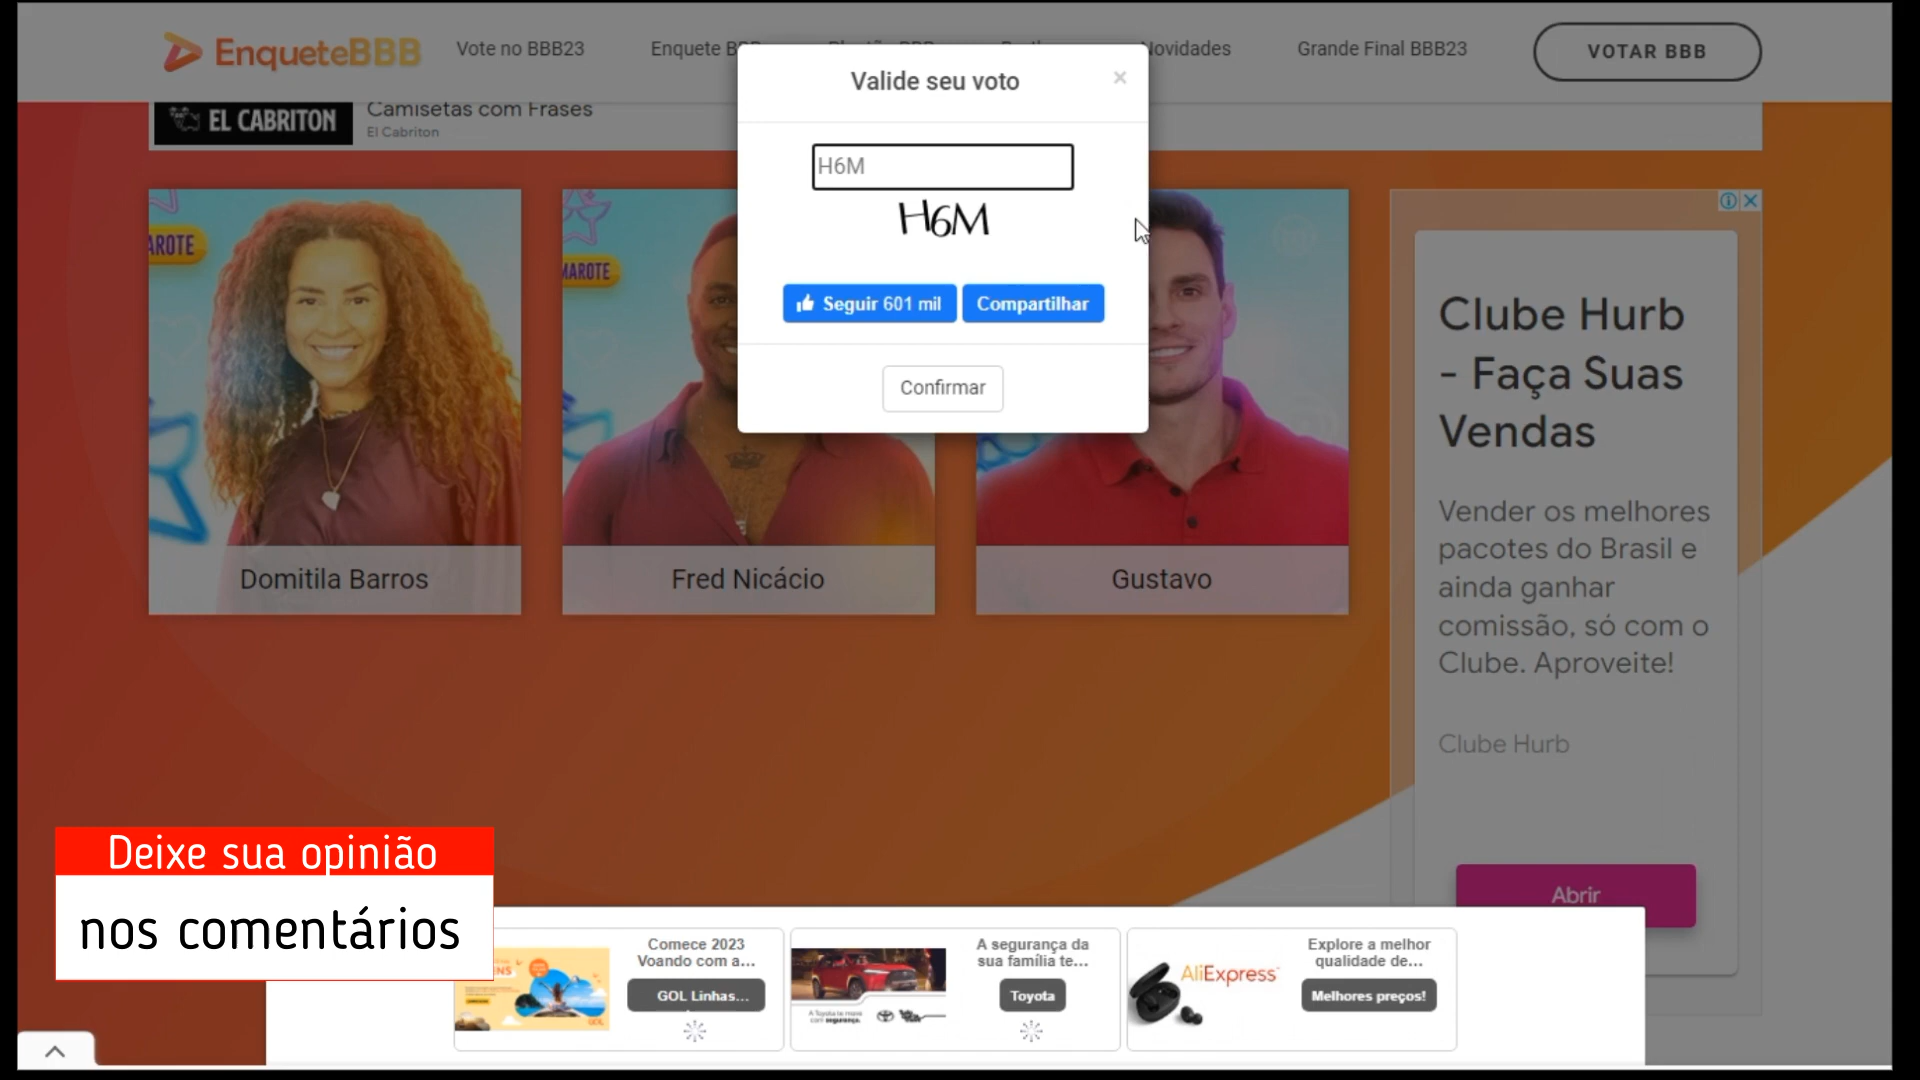 EnqueteBBB
Vote no BBB23
Novidades
Grande Final BBB23
VOTAR BBB
Valide seu voto
×
EL CABRITON
Camisetas com Frases
El Cabriton
H6M
H6M
Seguir 601 mil
Compartilhar
Confirmar
AROTE
MAROTE
Domitila Barros
Fred Nicácio
Gustavo
Clube Hurb
- Faça Suas
Vendas
Vender os melhores
pacotes do Brasil e
ainda ganhar
comissão, só com o
Clube. Aproveite!
Clube Hurb
Abrir
Deixe sua opinião
nos comentários
Comece 2023
Voando com a...
GOL Linhas...
A segurança da
sua família te...
Toyota
AliExpress
Explore a melhor
qualidade de...
Melhores preços!